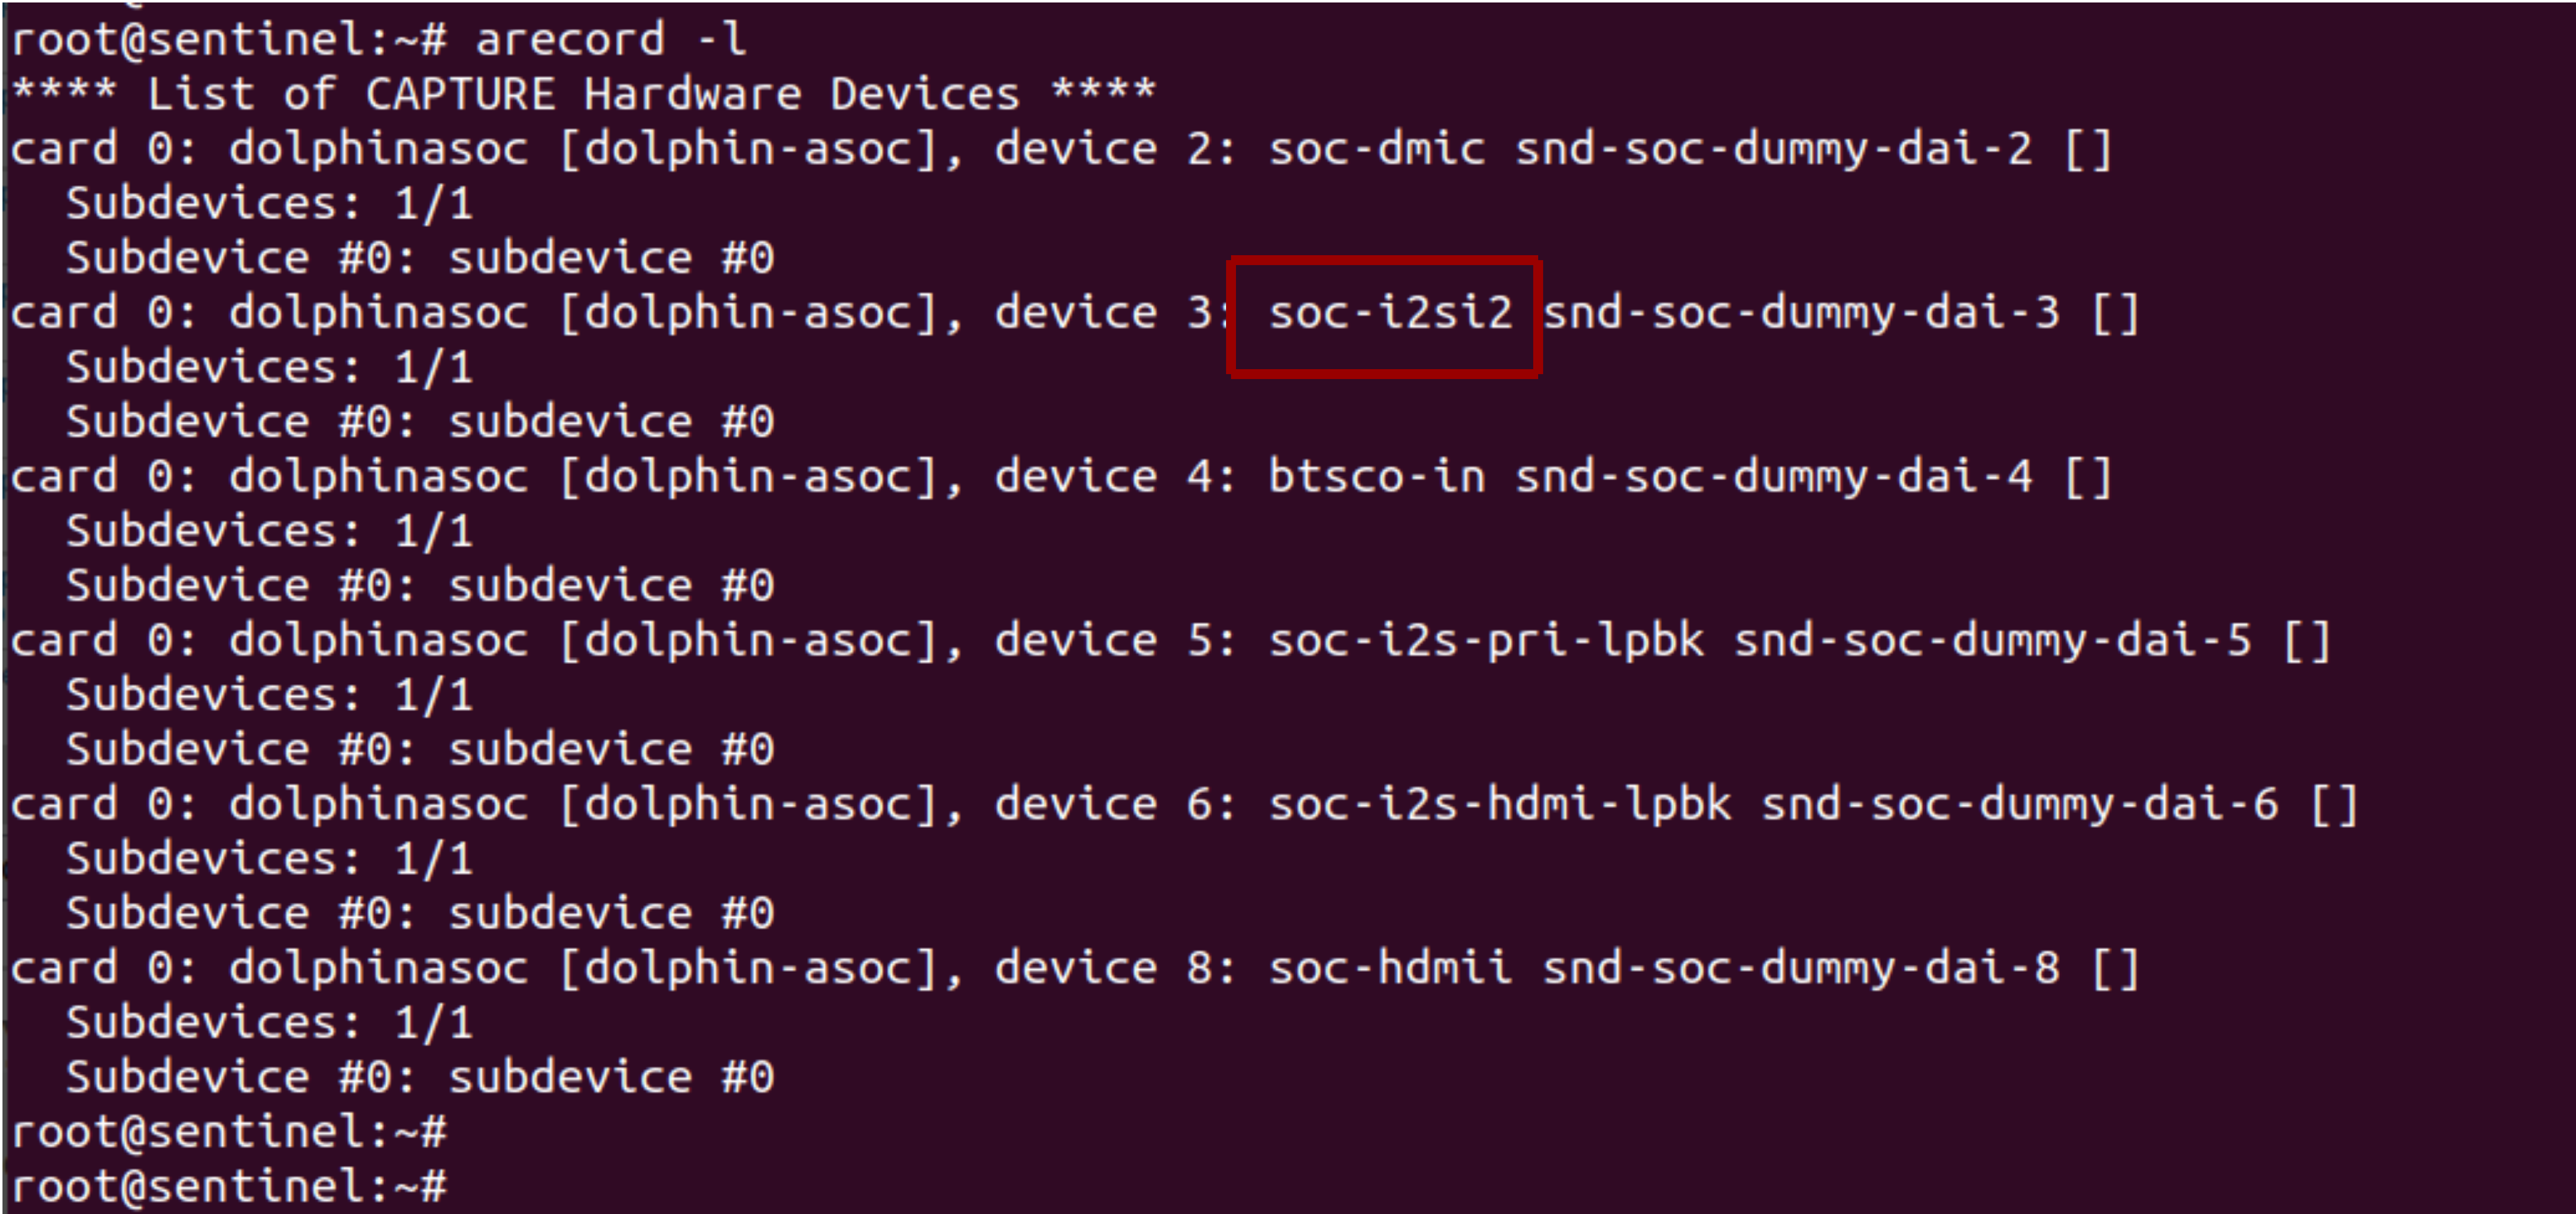 root@sentinel:~# arecord -l
**** List of CAPTURE Hardware Devices ****
card 0: dolphinasoc [dolphin-asoc], device 2: soc-dmic snd-soc-dummy-dai-2 []
  Subdevices: 1/1
  Subdevice #0: subdevice #0
card 0: dolphinasoc [dolphin-asoc], device 3: soc-i2si2 snd-soc-dummy-dai-3 []
  Subdevices: 1/1
  Subdevice #0: subdevice #0
card 0: dolphinasoc [dolphin-asoc], device 4: btsco-in snd-soc-dummy-dai-4 []
  Subdevices: 1/1
  Subdevice #0: subdevice #0
card 0: dolphinasoc [dolphin-asoc], device 5: soc-i2s-pri-lpbk snd-soc-dummy-dai-5 []
  Subdevices: 1/1
  Subdevice #0: subdevice #0
card 0: dolphinasoc [dolphin-asoc], device 6: soc-i2s-hdmi-lpbk snd-soc-dummy-dai-6 []
  Subdevices: 1/1
  Subdevice #0: subdevice #0
card 0: dolphinasoc [dolphin-asoc], device 8: soc-hdmii snd-soc-dummy-dai-8 []
  Subdevices: 1/1
  Subdevice #0: subdevice #0
root@sentinel:~#
root@sentinel:~#